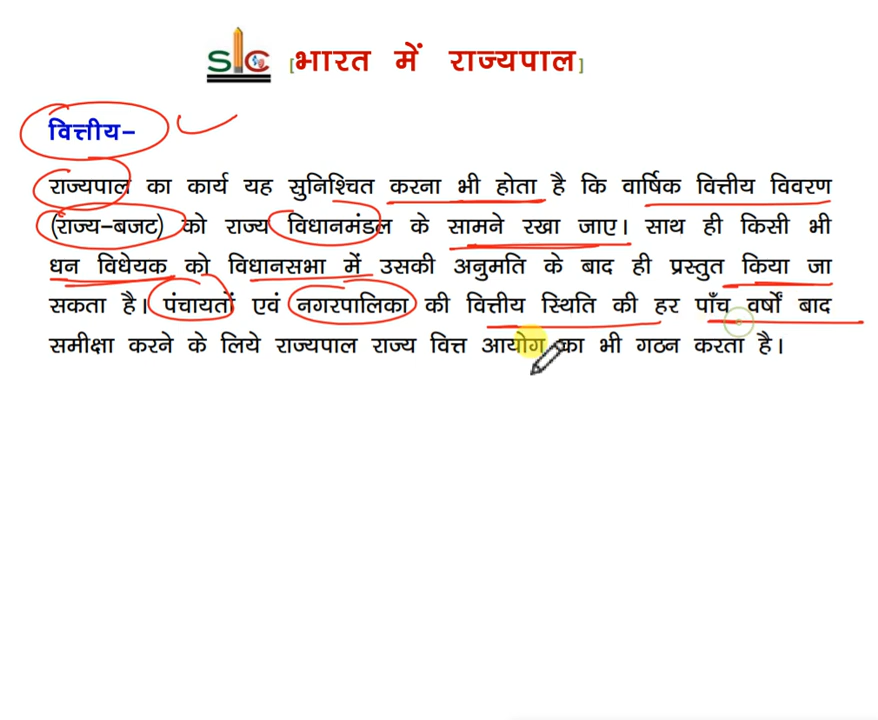 SIC [भारत में राज्यपाल]
वित्तीय–
राज्यपाल का कार्य यह सुनिश्चित करना भी होता है कि वार्षिक वित्तीय विवरण
(राज्य-बजट) को राज्य विधानमंडल के सामने रखा जाए। साथ ही किसी भी
धन विधेयक को विधानसभा में उसकी अनुमति के बाद ही प्रस्तुत किया जा
सकता है। पंचायतों एवं नगरपालिका की वित्तीय स्थिति की हर पाँच वर्षों बाद
समीक्षा करने के लिये राज्यपाल राज्य वित्त आयोग का भी गठन करता है।